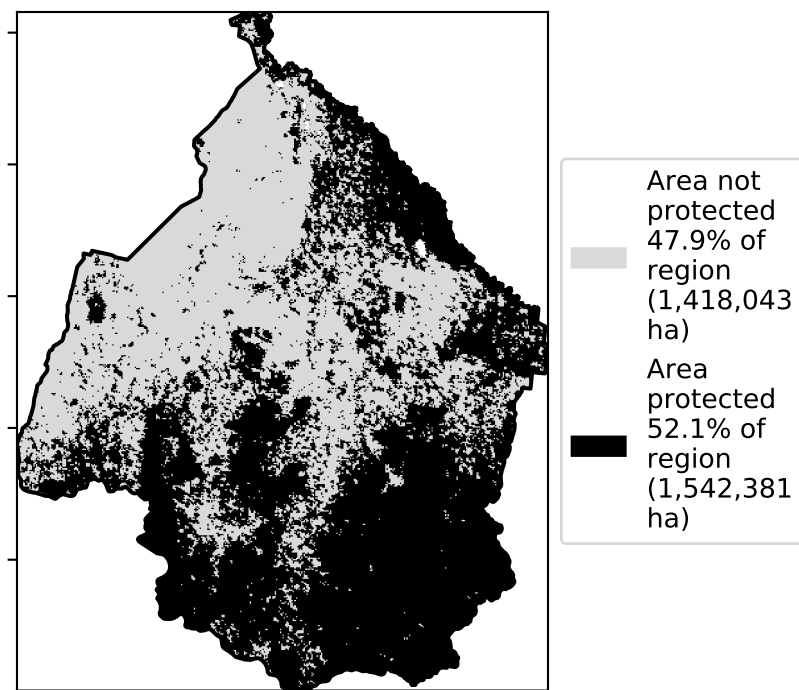 Area not
protected
47.9% of
region
(1,418,043
ha)
Area
protected
52.1% of
region
(1,542,381
ha)